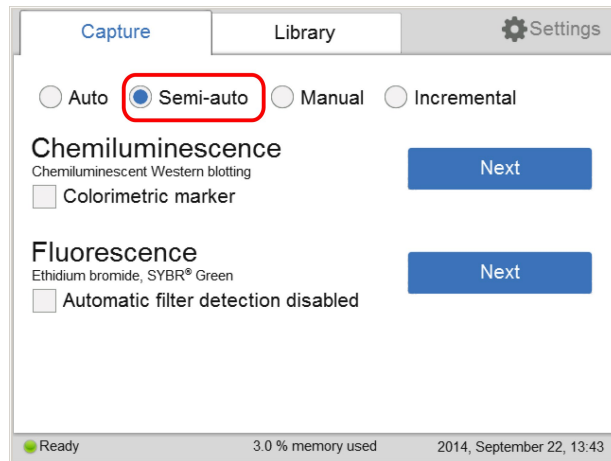 Capture
Library
Settings
Auto Semi-auto Manual Incremental
Chemiluminescence
Chemiluminescent Western blotting
Next
Colorimetric marker
Fluorescence
Ethidium bromide, SYBR® Green
Next
Automatic filter detection disabled
Ready 3.0 % memory used 2014, September 22, 13:43